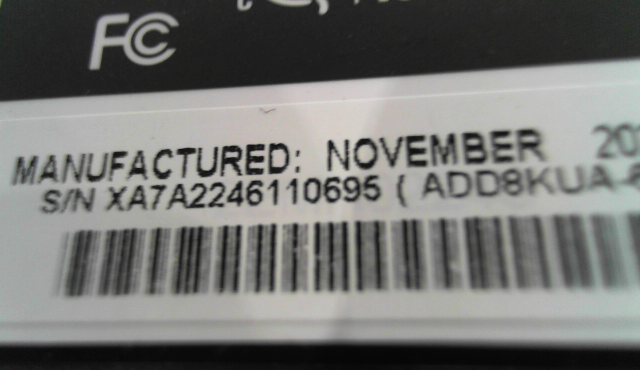 FC
MANUFACTURED: NOVEMBER
S/N XA7A2246110695 ( ADD8KUA-